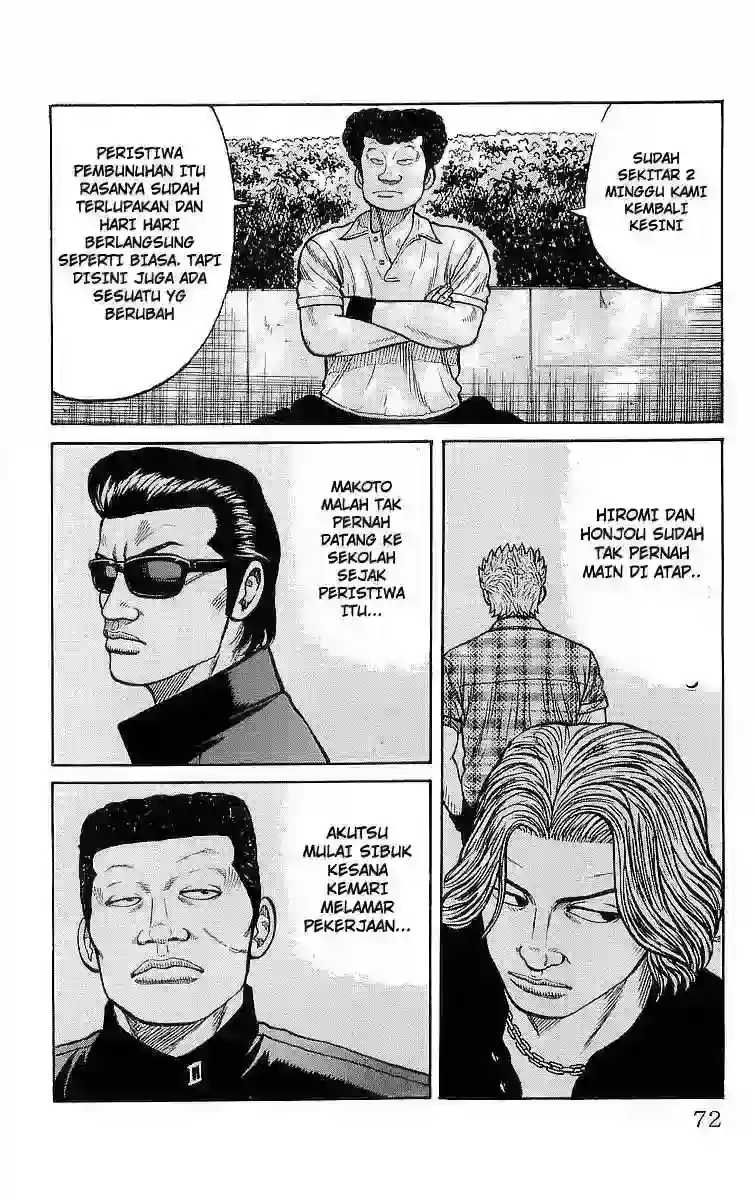 SUDAH
SEKITAR 2
MINGGU KAMI
KEMBALI
KESINI
PERISTIWA
PEMBUNUHAN ITU
RASANYA SUDAH
TERLUPAKAN DAN
HARI HARI
BERLANGSUNG
SEPERTI BIASA. TAPI
DISINI JUGA ADA
SESUATU YG
BERUBAH
HIROMI DAN
HONJOU SUDAH
TAK PERNAH
MAIN DI ATAP..
MAKOTO
MALAH TAK
PERNAH
DATANG KE
SEKOLAH
SEJAK
PERISTIWA
ITU...
AKUTSU
MULAI SIBUK
KESANA
KEMARI
MELAMAR
PEKERJAAN...
72